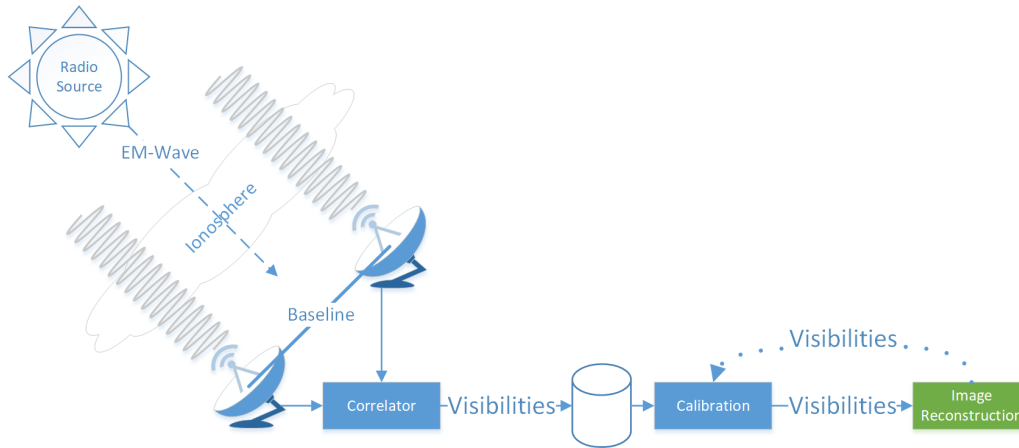 Radio
Source
EM-Wave
Ionosphere
Baseline
Visibilities
Correlator
Visibilities
Calibration
Visibilities
Image
Reconstruction